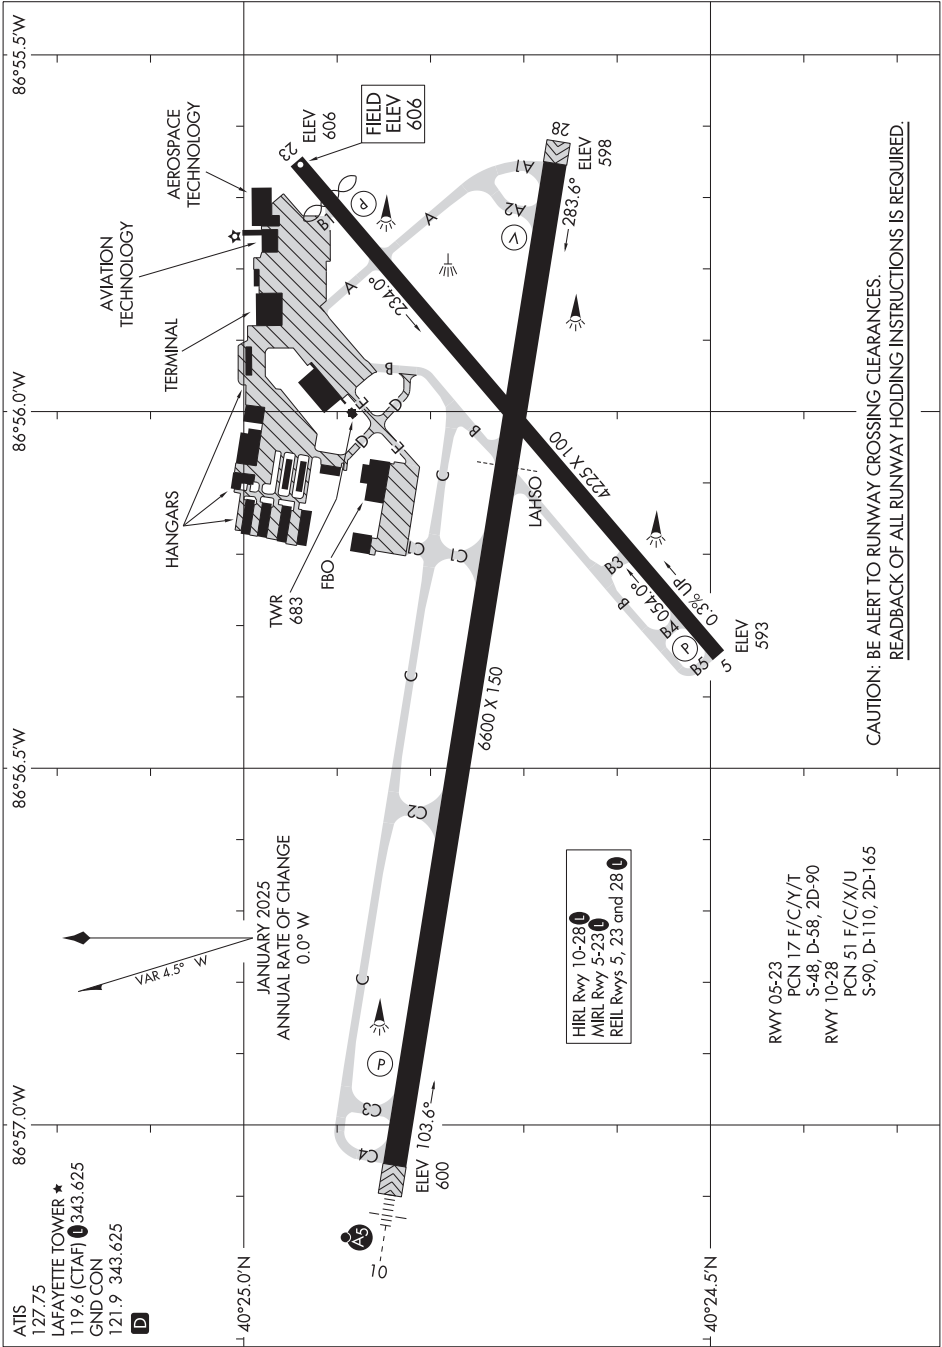 ATIS
127.75
LAFAYETTE TOWER ★
119.6 (CTAF) L 343.625
GND CON
121.9 343.625
D
86°57.0'W
86°56.5'W
86°56.0'W
86°55.5'W
40°25.0'N
40°24.5'N
VAR 4.5° W
JANUARY 2025
ANNUAL RATE OF CHANGE
0.0° W
HANGARS
TERMINAL
AVIATION
TECHNOLOGY
AEROSPACE
TECHNOLOGY
TWR
683
FBO
23
ELEV
606
FIELD
ELEV
606
B1
P
A
A
234.0°
A1
A2
V
28
ELEV
598
283.6°
B
E
D
D
E
B
C
C1
C1
LAHSO
4225 X 100
B3
B
B4
P
B5
5
054.0°
0.3% UP
ELEV
593
C
6600 X 150
C2
C
P
C3
C4
A5
10
ELEV
600
103.6°
HIRL Rwy 10-28 L
MIRL Rwy 5-23 L
REIL Rwys 5, 23 and 28 L
RWY 05-23
PCN 17 F/C/Y/T
S-48, D-58, 2D-90
RWY 10-28
PCN 51 F/C/X/U
S-90, D-110, 2D-165
CAUTION: BE ALERT TO RUNWAY CROSSING CLEARANCES.
READBACK OF ALL RUNWAY HOLDING INSTRUCTIONS IS REQUIRED.